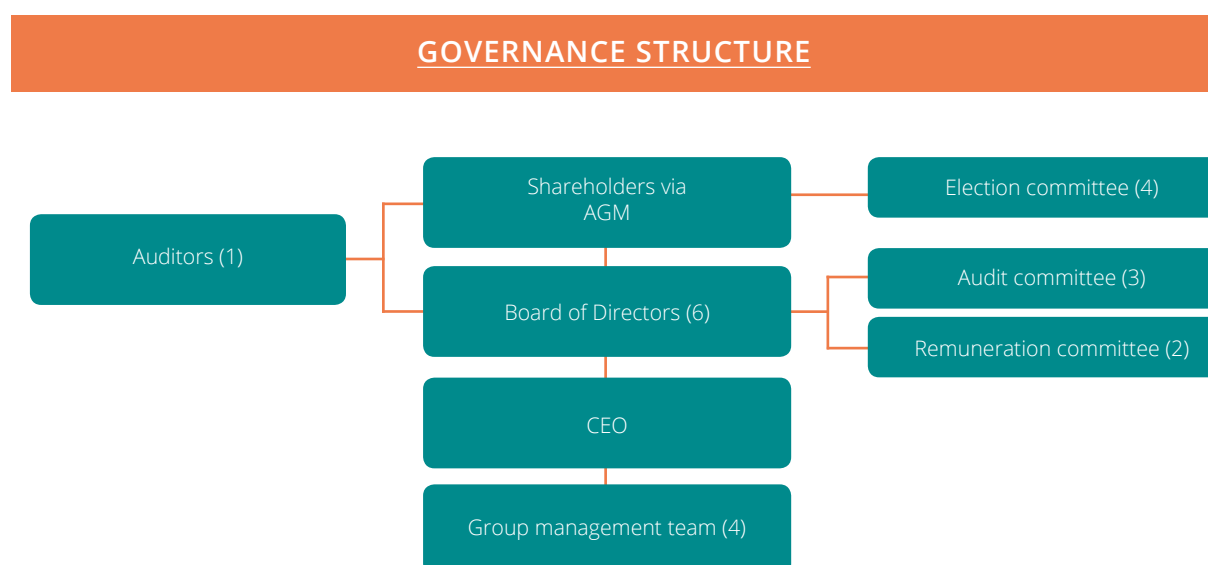 GOVERNANCE STRUCTURE
Shareholders via
AGM
Election committee (4)
Auditors (1)
Board of Directors (6)
Audit committee (3)
Remuneration committee (2)
CEO
Group management team (4)